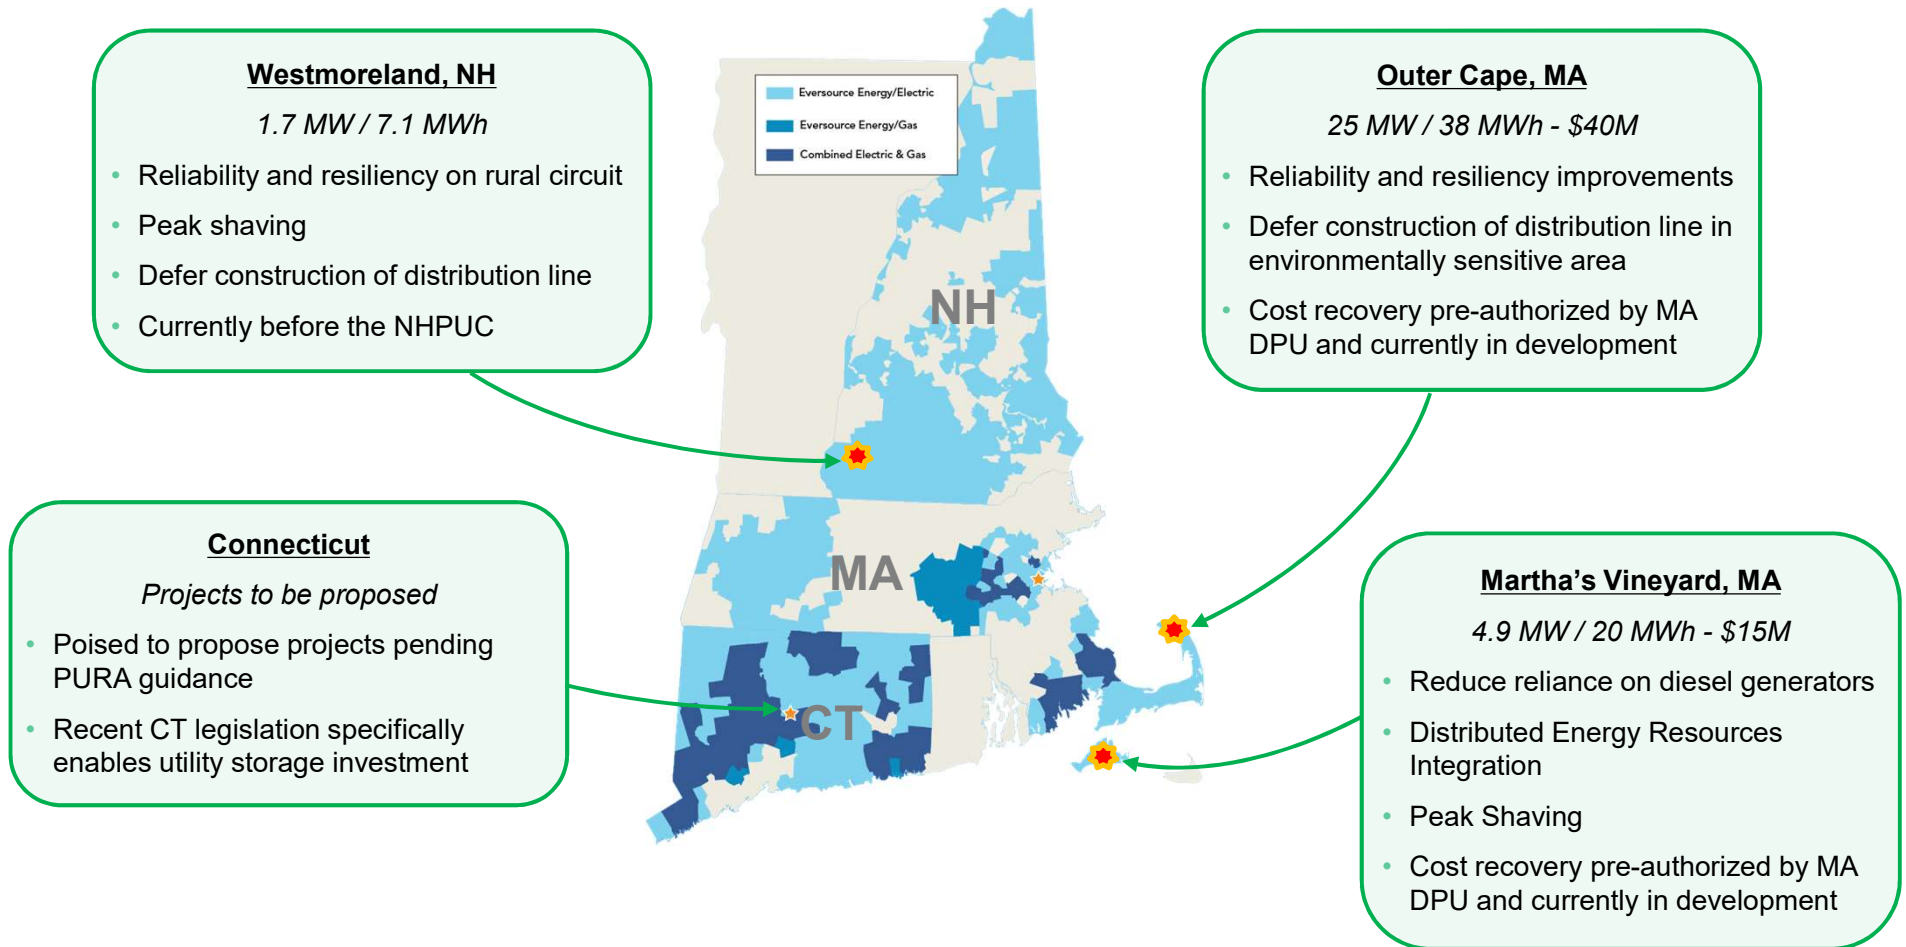 Westmoreland, NH
1.7 MW / 7.1 MWh
• Reliability and resiliency on rural circuit
• Peak shaving
• Defer construction of distribution line
• Currently before the NHPUC
Eversource Energy/Electric
Eversource Energy/Gas
Combined Electric & Gas
Outer Cape, MA
25 MW / 38 MWh - $40M
• Reliability and resiliency improvements
• Defer construction of distribution line in
environmentally sensitive area
• Cost recovery pre-authorized by MA
DPU and currently in development
NH
MA
CT
Connecticut
Projects to be proposed
• Poised to propose projects pending
PURA guidance
• Recent CT legislation specifically
enables utility storage investment
Martha’s Vineyard, MA
4.9 MW / 20 MWh - $15M
• Reduce reliance on diesel generators
• Distributed Energy Resources
Integration
• Peak Shaving
• Cost recovery pre-authorized by MA
DPU and currently in development